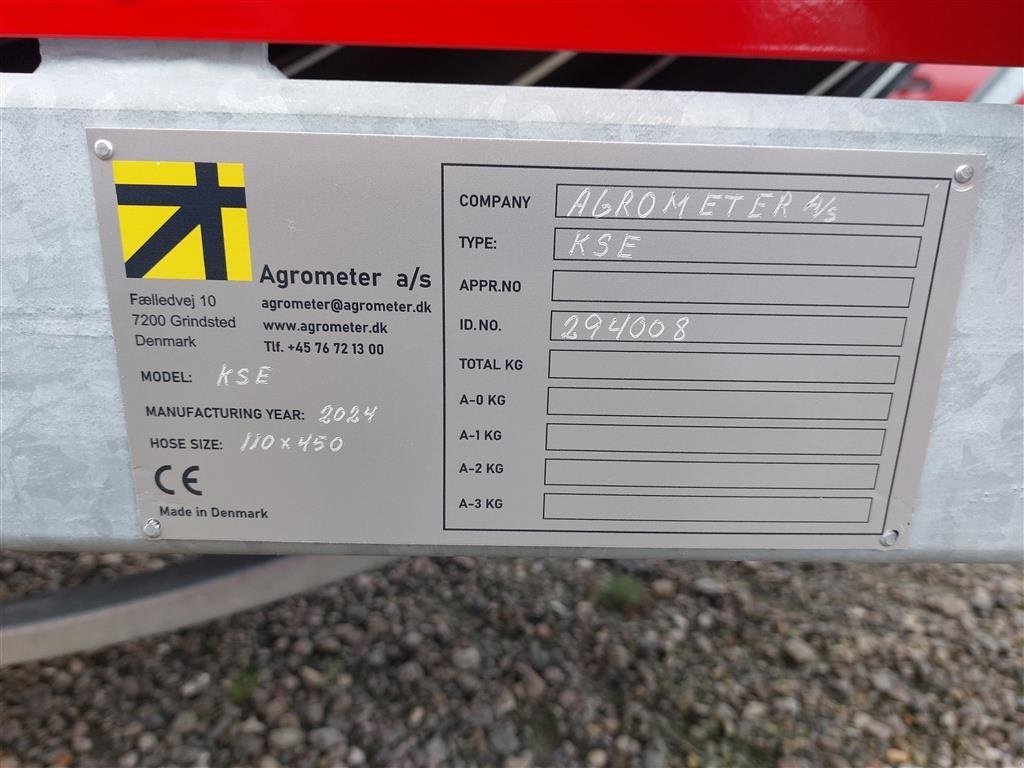 Agrometer a/s
Fælledvej 10
7200 Grindsted
Denmark
agrometer@agrometer.dk
www.agrometer.dk
Tlf. +45 76 72 13 00
MODEL: KSE
MANUFACTURING YEAR: 2024
HOSE SIZE: 110 x 450
CE
Made in Denmark
COMPANY AGROMETER A/S
TYPE: KSE
APPR.NO
ID.NO. 294008
TOTAL KG
A-0 KG
A-1 KG
A-2 KG
A-3 KG